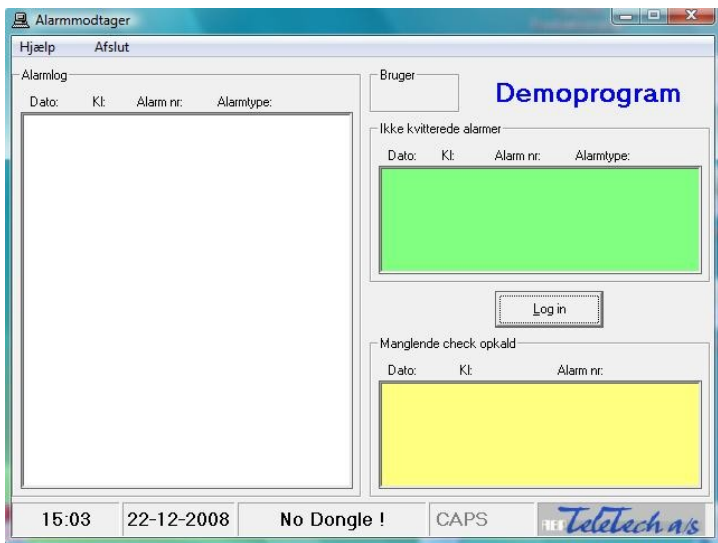 Alarmmodtager
Hjælp Afslut
Alarmlog
Dato: Kl: Alarm nr: Alarmtype:
Bruger
Demoprogram
Ikke kvitterede alarmer
Dato: Kl: Alarm nr: Alarmtype:
Log in
Manglende check opkald
Dato: Kl: Alarm nr:
15:03 22-12-2008 No Dongle ! CAPS TeleTech a/s